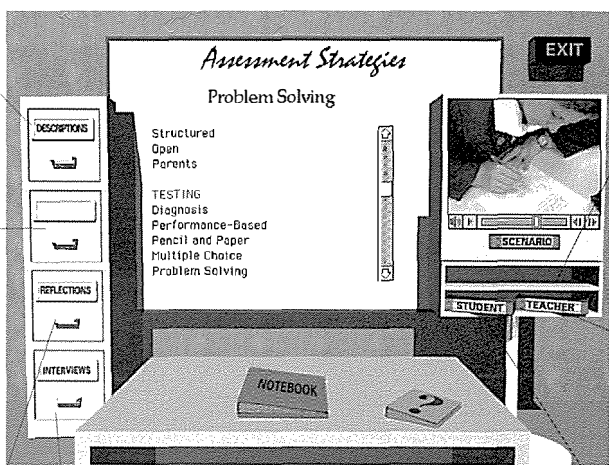 Assessment Strategies
Problem Solving
Structured
Open
Parents
TESTING
Diagnosis
Performance-Based
Pencil and Paper
Multiple Choice
Problem Solving
EXIT
DESCRIPTIONS
REFLECTIONS
INTERVIEWS
SCENARIO
STUDENT
TEACHER
NOTEBOOK
?